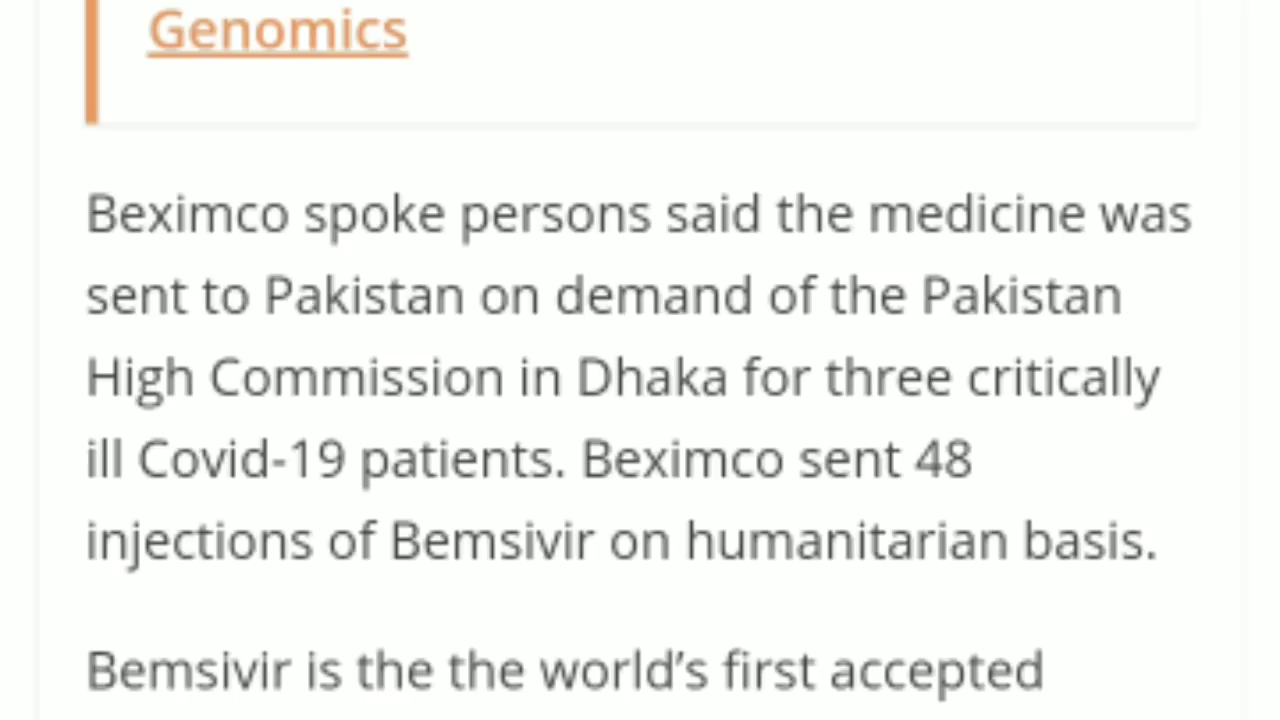 Genomics
Beximco spoke persons said the medicine was
sent to Pakistan on demand of the Pakistan
High Commission in Dhaka for three critically
ill Covid-19 patients. Beximco sent 48
injections of Bemsivir on humanitarian basis.
Bemsivir is the the world’s first accepted